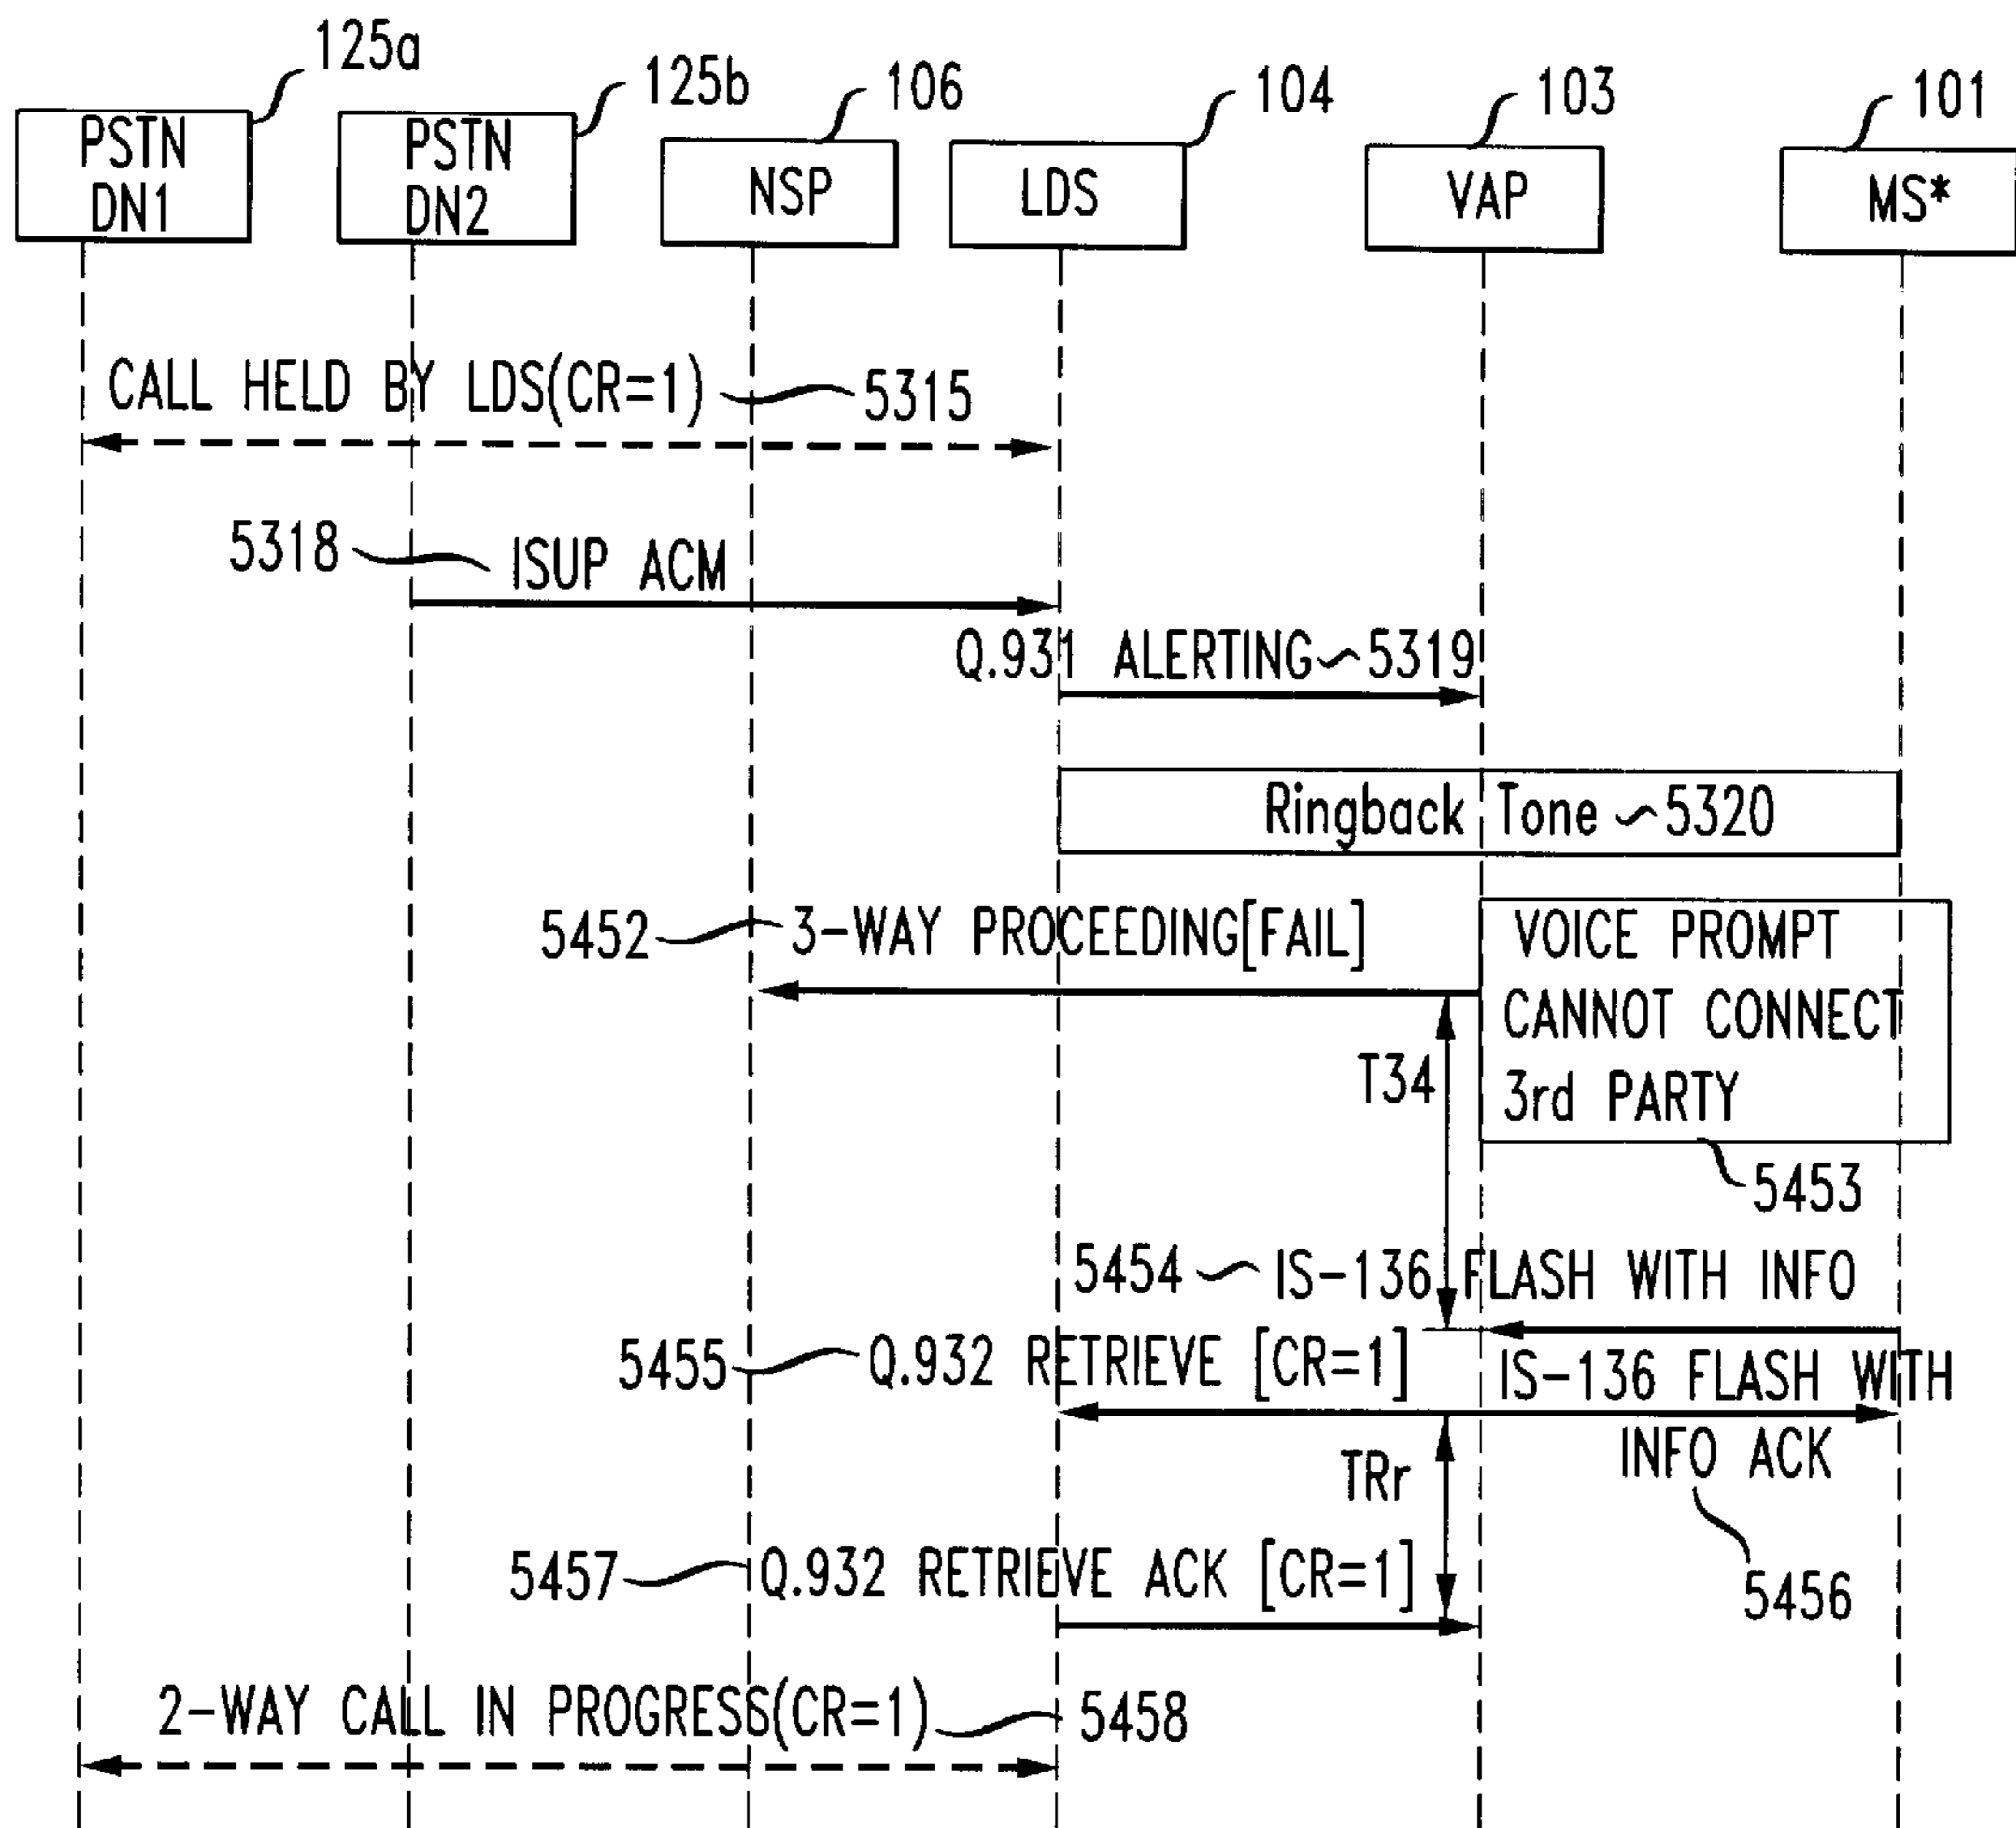 125a
125b
106
104
103
101
PSTN
DN1
PSTN
DN2
NSP
LDS
VAP
MS*
CALL HELD BY LDS(CR=1)
5315
5318
ISUP ACM
Q.931 ALERTING
5319
Ringback Tone
5320
5452
3-WAY PROCEEDING[FAIL]
VOICE PROMPT
CANNOT CONNECT
3rd PARTY
T34
5453
5454
IS-136 FLASH WITH INFO
5455
Q.932 RETRIEVE [CR=1]
IS-136 FLASH WITH
INFO ACK
TRr
5457
Q.932 RETRIEVE ACK [CR=1]
5456
2-WAY CALL IN PROGRESS(CR=1)
5458